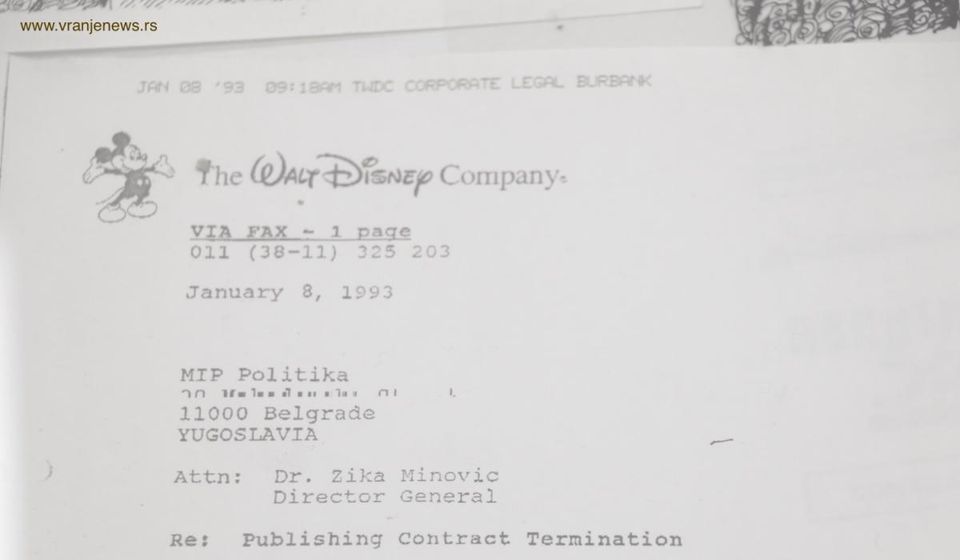 www.vranjenews.rs
JAN 08 '93 09:18AM TWDC CORPORATE LEGAL BURBANK
The WALT DISNEY Company
VIA FAX - 1 page
011 (38-11) 325 203
January 8, 1993
MIP Politika
11000 Belgrade
YUGOSLAVIA
Attn: Dr. Zika Minovic
Director General
Re: Publishing Contract Termination